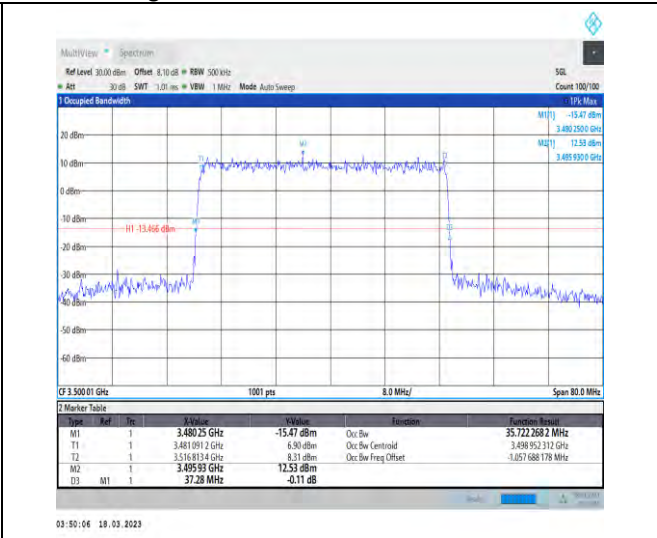 MultiView Spectrum
Ref Level 30.00 dBm Offset 8.10 dB RBW 500 kHz SGL
Att 30 dB SWT 1.01 ms VBW 1 MHz Mode Auto Sweep Count 100/100
1 Occupied Bandwidth 1Pk Max
M1[1] -15.47 dBm
3.480 250 0 GHz
20 dBm
M2[1] 12.53 dBm
M2
3.495 930 0 GHz
T1
10 dBm
0 dBm
M1
-10 dBm
H1 -13.466 dBm
-20 dBm
-30 dBm
-40 dBm
-50 dBm
-60 dBm
CF 3.500 01 GHz 1001 pts 8.0 MHz/ Span 80.0 MHz
2 Marker Table
Type Ref Trc X-Value Y-Value Function Function Result
M1 1 3.480 25 GHz -15.47 dBm Occ Bw 35.722 268 2 MHz
T1 1 3.481 091 2 GHz 6.90 dBm Occ Bw Centroid 3.498 952 312 GHz
T2 1 3.516 813 4 GHz 8.31 dBm Occ Bw Freq Offset -1.057 688 178 MHz
M2 1 3.495 93 GHz 12.53 dBm
D3 M1 1 37.28 MHz -0.11 dB
03:50:06 18.03.2023